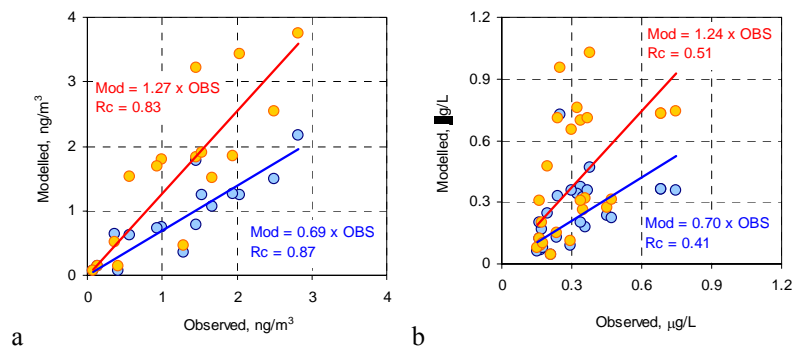 a
4
3
2
1
0
0 1 2 3 4
Modelled, ng/m³
Observed, ng/m³
Mod = 1.27 x OBS
Rc = 0.83
Mod = 0.69 x OBS
Rc = 0.87
b
1.2
0.9
0.6
0.3
0
0 0.3 0.6 0.9 1.2
Modelled, g/L
Observed, μg/L
Mod = 1.24 x OBS
Rc = 0.51
Mod = 0.70 x OBS
Rc = 0.41